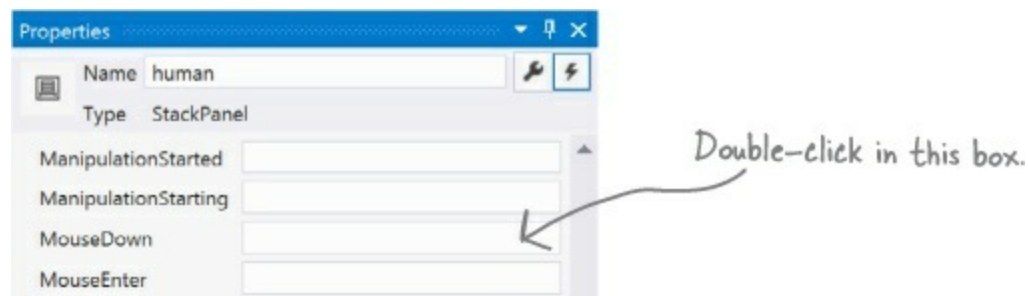 Properties
Name human
Type StackPanel
ManipulationStarted
Double-click in this box.
ManipulationStarting
MouseDown
MouseEnter